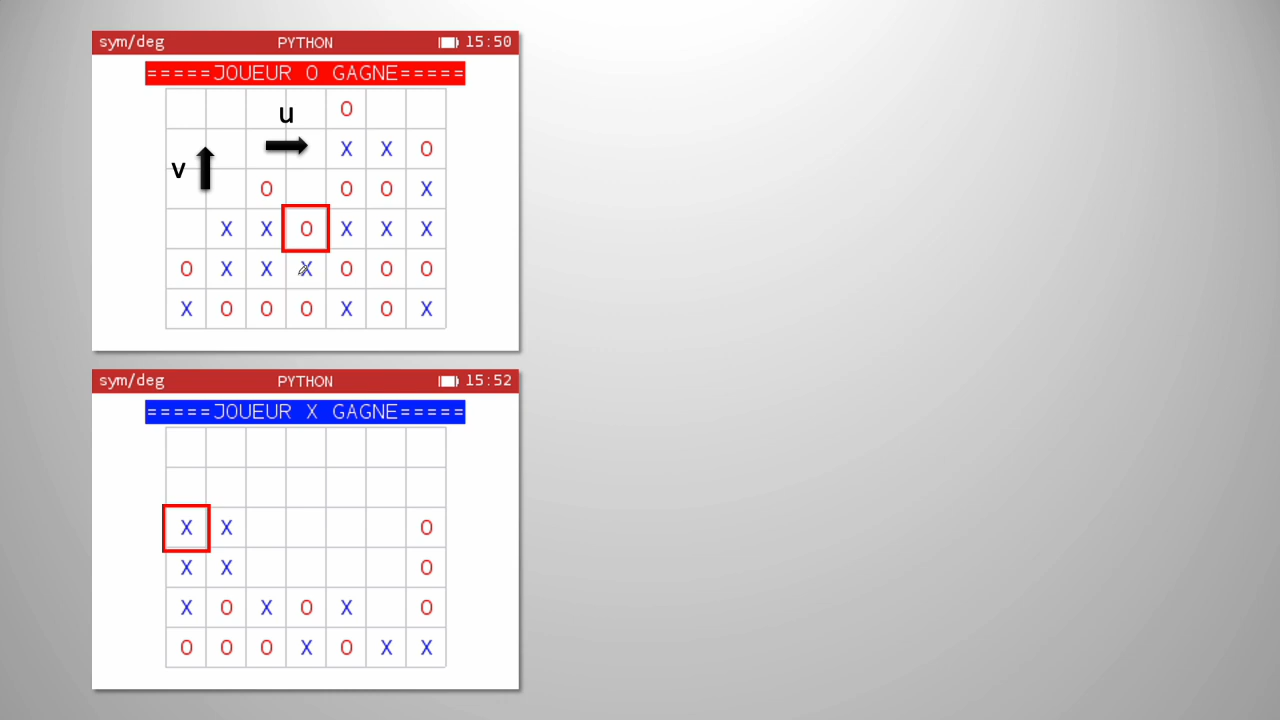 sym/deg PYTHON 15:50
=====JOUEUR O GAGNE=====
O
u
X X O
v
O O O X
X X O X X X
O X X X O O O
X O O O X O X
sym/deg PYTHON 15:52
=====JOUEUR X GAGNE=====
X X O
X X O
X O X O X O
O O O X O X X